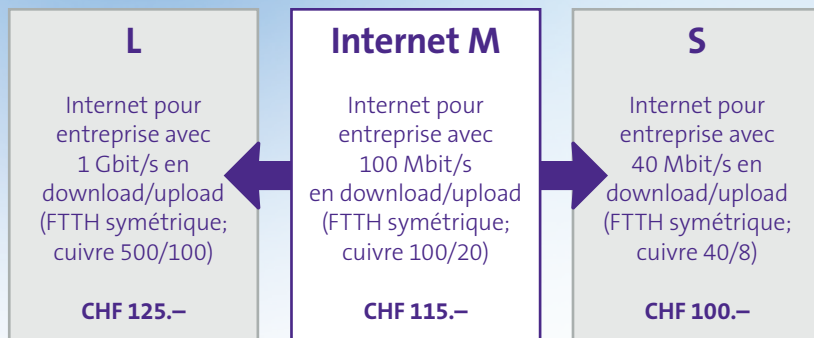 L
Internet pour
entreprise avec
1 Gbit/s en
download/upload
(FTTH symétrique;
cuivre 500/100)
CHF 125.–
Internet M
Internet pour
entreprise avec
100 Mbit/s
en download/upload
(FTTH symétrique;
cuivre 100/20)
CHF 115.–
S
Internet pour
entreprise avec
40 Mbit/s en
download/upload
(FTTH symétrique;
cuivre 40/8)
CHF 100.–